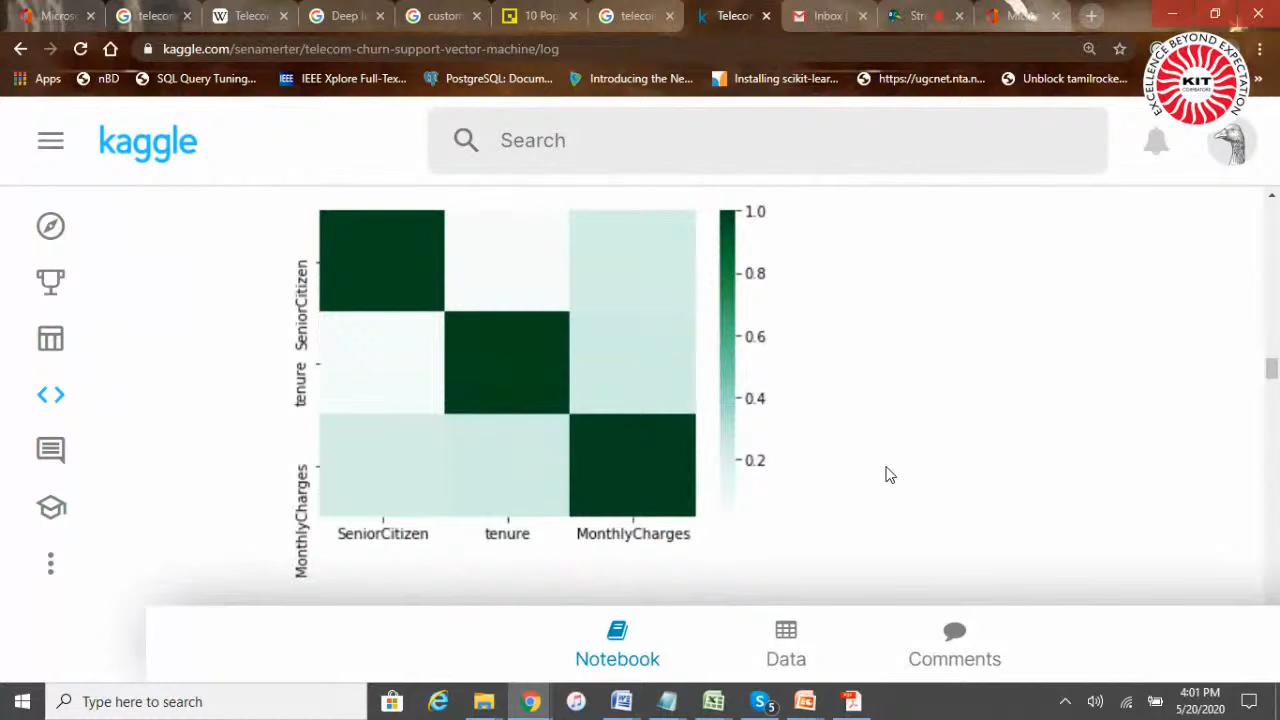 Micros
telecom
Telecom
Deep l
custom
10 Pop
telecom
Telecom
Inbox (
Str
kaggle.com/senamerter/telecom-churn-support-vector-machine/log
Apps
nBD
SQL Query Tuning...
IEEE Xplore Full-Tex...
PostgreSQL: Docum...
Introducing the Ne...
Installing scikit-lear...
https://ugcnet.nta.n...
Unblock tamilrocke...
»
EXCELLENCE BEYOND EXPECTATION
KIT
COIMBATORE
kaggle
Search
SeniorCitizen
tenure
MonthlyCharges
1.0
0.8
0.6
0.4
0.2
SeniorCitizen
tenure
MonthlyCharges
Notebook
Data
Comments
Type here to search
5
4:01 PM
5/20/2020